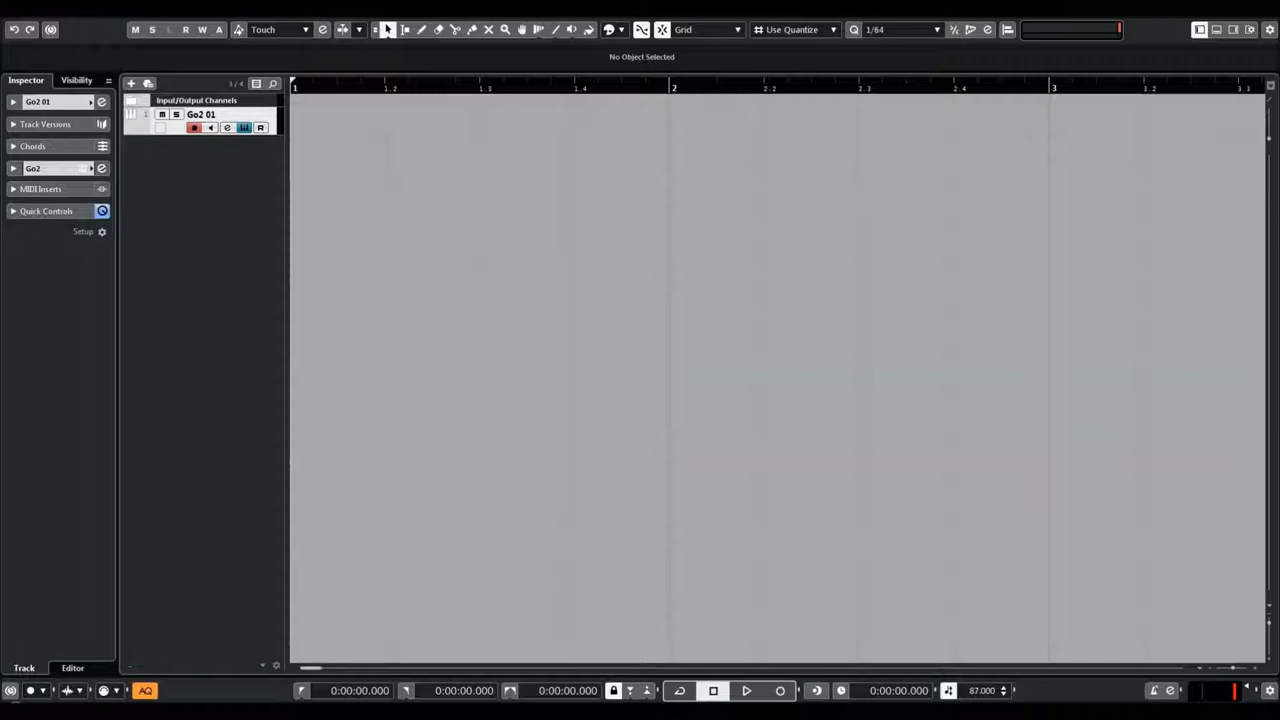 M S L R W A Touch Grid Use Quantize 1/64
No Object Selected
Inspector Visibility 3 / 4
1 1.2 1.3 1.4 2 2.2 2.3 2.4 3 3.2 3.3
Input/Output Channels
Go2 01
1 m S Go2 01
R
Track Versions
Chords
Go2
MIDI Inserts
Quick Controls
Setup
Track Editor
AQ 0:00:00.000 0:00:00.000 0:00:00.000 0:00:00.000 87.000